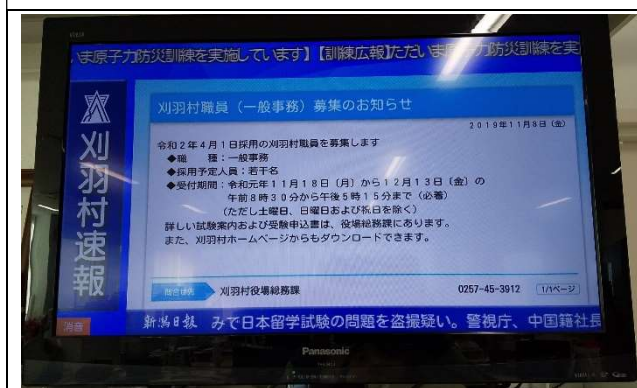 いま原子力防災訓練を実施しています】【訓練広報】ただいま原子力防災訓練を実
刈羽村速報
刈羽村職員（一般事務）募集のお知らせ
2019年11月8日（金）
令和2年4月1日採用の刈羽村職員を募集します
◆職　種：一般事務
◆採用予定人員：若干名
◆受付期間：令和元年11月18日（月）から12月13日（金）の
午前8時30分から午後5時15分まで（必着）
（ただし土曜日、日曜日および祝日を除く）
詳しい試験案内および受験申込書は、役場総務課にあります。
また、刈羽村ホームページからもダウンロードできます。
問合せ先 刈羽村役場総務課 0257-45-3912 1/1ページ
消音 新潟日報 みで日本留学試験の問題を盗撮疑い。警視庁、中国籍社長
Panasonic